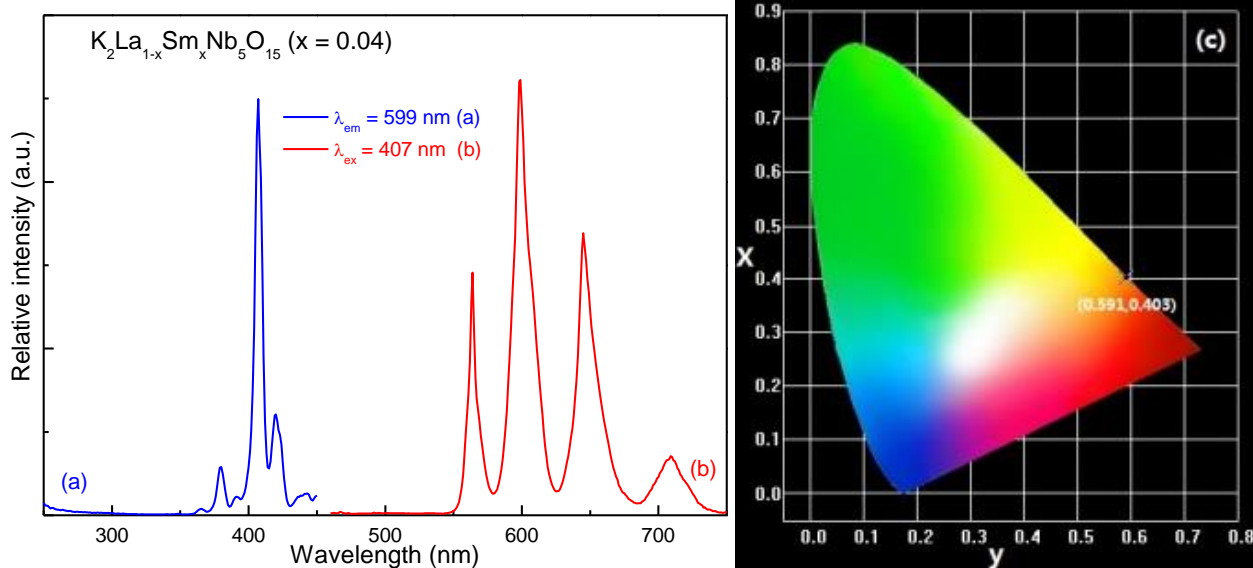 K₂La₁₋ₓSmₓNb₅O₁₅ (x = 0.04)
λem = 599 nm (a)
λex = 407 nm (b)
Relative intensity (a.u.)
(a)
(b)
300 400 500 600 700
Wavelength (nm)
(c)
0.9
0.8
0.7
0.6
0.5
X
0.4
(0.591,0.403)
0.3
0.2
0.1
0.0
0.0 0.1 0.2 0.3 0.4 0.5 0.6 0.7 0.8
y